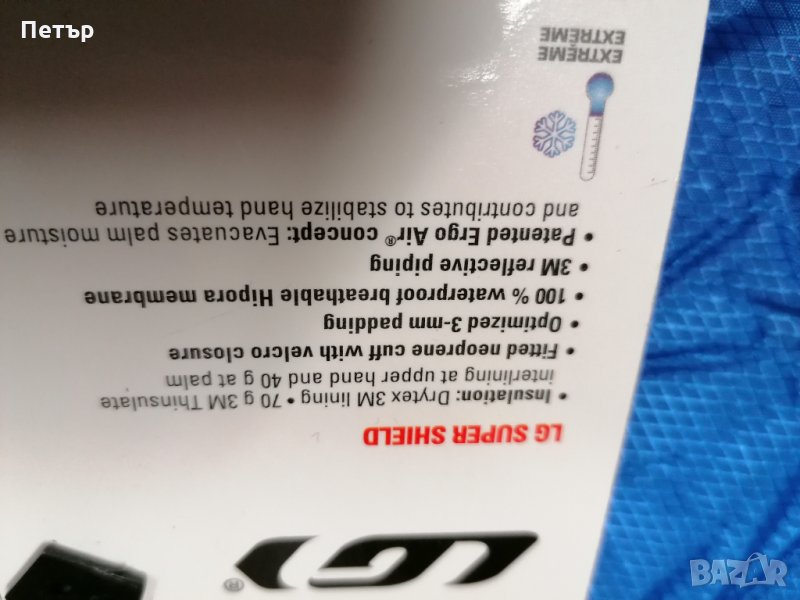 Петър
LG®
LG SUPER SHIELD
• Insulation: Drytex 3M lining • 70 g 3M Thinsulate
interlining at upper hand and 40 g at palm
• Fitted neoprene cuff with velcro closure
• Optimized 3-mm padding
• 100 % waterproof breathable Hipora membrane
• 3M reflective piping
• Patented Ergo Air® concept: Evacuates palm moisture
and contributes to stabilize hand temperature
EXTREME
EXTRÊME
BAZAR